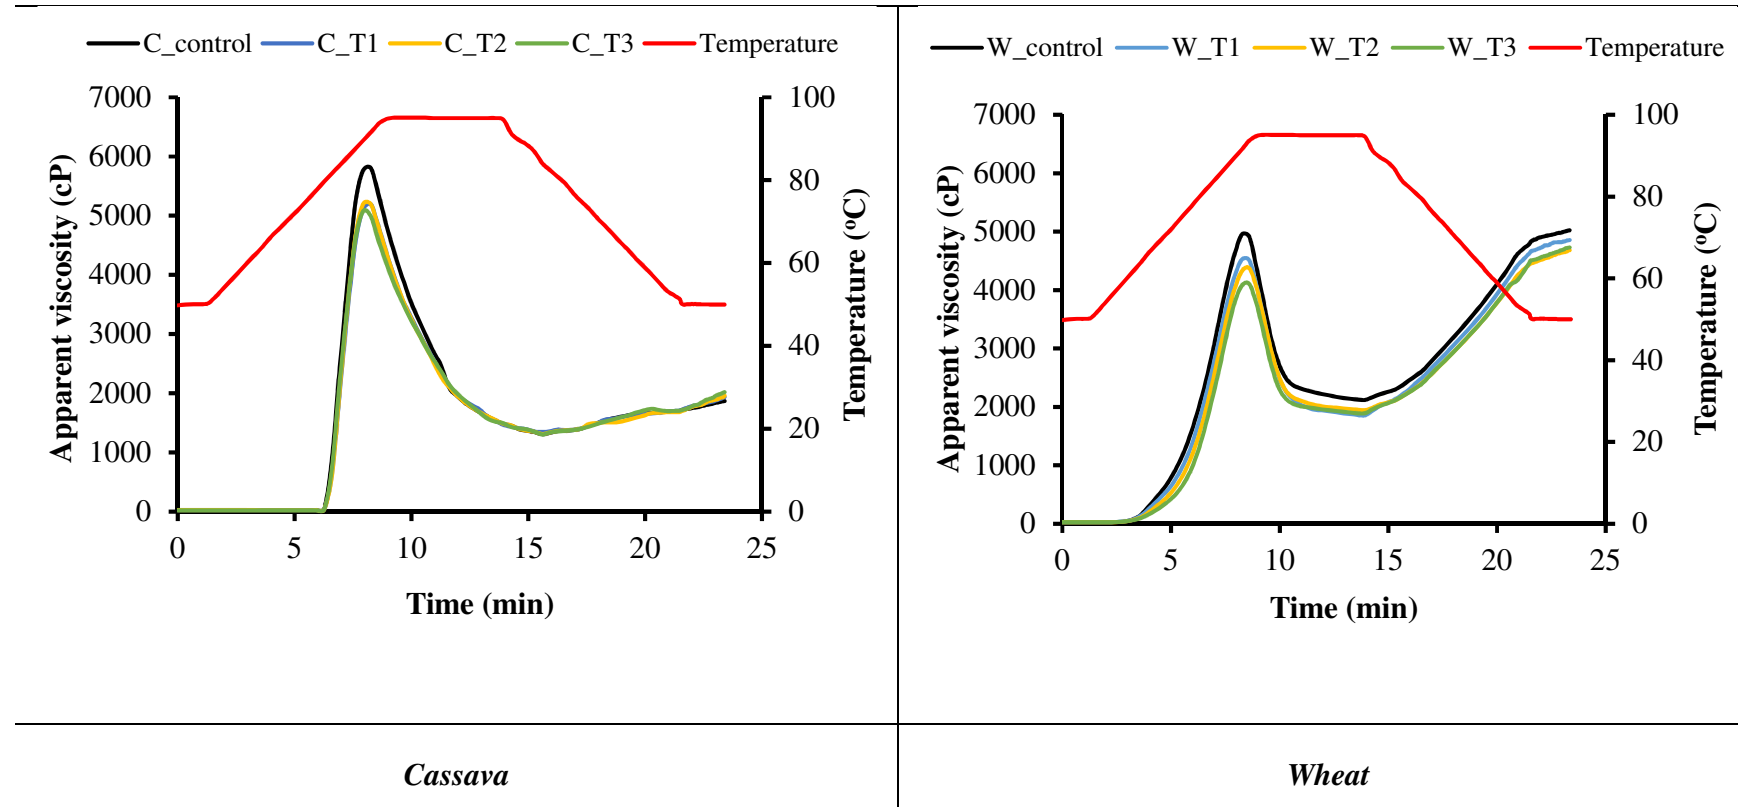 C_control C_T1 C_T2 C_T3 Temperature
7000
6000
5000
4000
3000
2000
1000
0
Apparent viscosity (cP)
100
80
60
40
20
0
Temperature (ºC)
0 5 10 15 20 25
Time (min)
W_control W_T1 W_T2 W_T3 Temperature
7000
6000
5000
4000
3000
2000
1000
0
Apparent viscosity (cP)
100
80
60
40
20
0
Temperature (ºC)
0 5 10 15 20 25
Time (min)
Cassava
Wheat